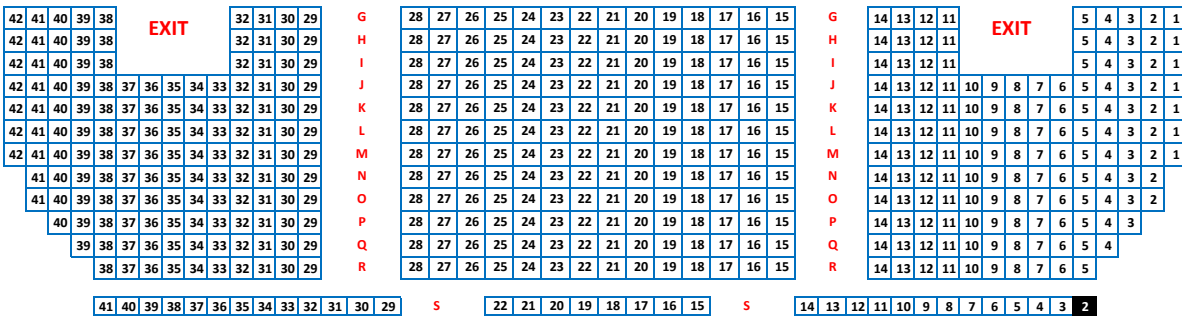 42 41 40 39 38 EXIT 32 31 30 29 G 28 27 26 25 24 23 22 21 20 19 18 17 16 15 G 14 13 12 11 EXIT 5 4 3 2 1
42 41 40 39 38 32 31 30 29 H 28 27 26 25 24 23 22 21 20 19 18 17 16 15 H 14 13 12 11 5 4 3 2 1
42 41 40 39 38 32 31 30 29 I 28 27 26 25 24 23 22 21 20 19 18 17 16 15 I 14 13 12 11 5 4 3 2 1
42 41 40 39 38 37 36 35 34 33 32 31 30 29 J 28 27 26 25 24 23 22 21 20 19 18 17 16 15 J 14 13 12 11 10 9 8 7 6 5 4 3 2 1
42 41 40 39 38 37 36 35 34 33 32 31 30 29 K 28 27 26 25 24 23 22 21 20 19 18 17 16 15 K 14 13 12 11 10 9 8 7 6 5 4 3 2 1
42 41 40 39 38 37 36 35 34 33 32 31 30 29 L 28 27 26 25 24 23 22 21 20 19 18 17 16 15 L 14 13 12 11 10 9 8 7 6 5 4 3 2 1
42 41 40 39 38 37 36 35 34 33 32 31 30 29 M 28 27 26 25 24 23 22 21 20 19 18 17 16 15 M 14 13 12 11 10 9 8 7 6 5 4 3 2 1
41 40 39 38 37 36 35 34 33 32 31 30 29 N 28 27 26 25 24 23 22 21 20 19 18 17 16 15 N 14 13 12 11 10 9 8 7 6 5 4 3 2
41 40 39 38 37 36 35 34 33 32 31 30 29 O 28 27 26 25 24 23 22 21 20 19 18 17 16 15 O 14 13 12 11 10 9 8 7 6 5 4 3 2
40 39 38 37 36 35 34 33 32 31 30 29 P 28 27 26 25 24 23 22 21 20 19 18 17 16 15 P 14 13 12 11 10 9 8 7 6 5 4 3
39 38 37 36 35 34 33 32 31 30 29 Q 28 27 26 25 24 23 22 21 20 19 18 17 16 15 Q 14 13 12 11 10 9 8 7 6 5 4
38 37 36 35 34 33 32 31 30 29 R 28 27 26 25 24 23 22 21 20 19 18 17 16 15 R 14 13 12 11 10 9 8 7 6 5
41 40 39 38 37 36 35 34 33 32 31 30 29 S 22 21 20 19 18 17 16 15 S 14 13 12 11 10 9 8 7 6 5 4 3 2